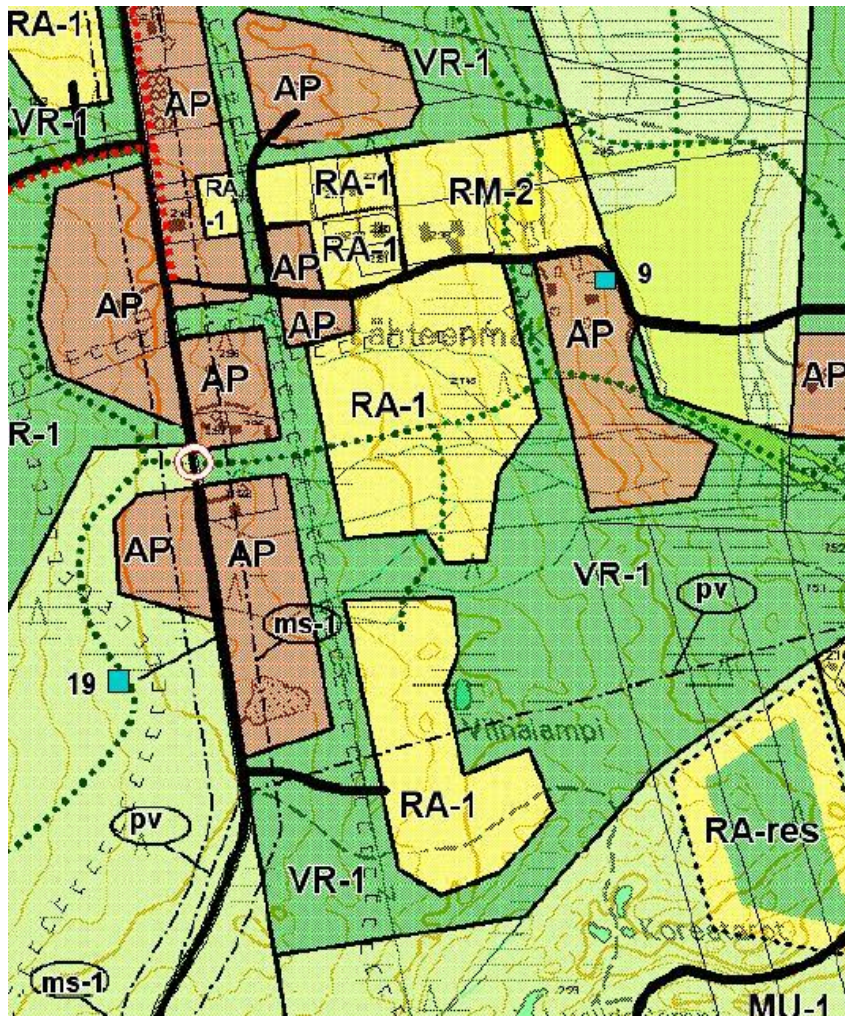 RA-1
AP
VR-1
AP
VR-1
RA-1
RM-2
RA
-1
RA-1
AP
9
AP
AP
AP
AP
AP
RA-1
R-1
AP
AP
VR-1
pv
ms-1
19
Viinalampi
RA-1
pv
RA-res
VR-1
ms-1
MU-1